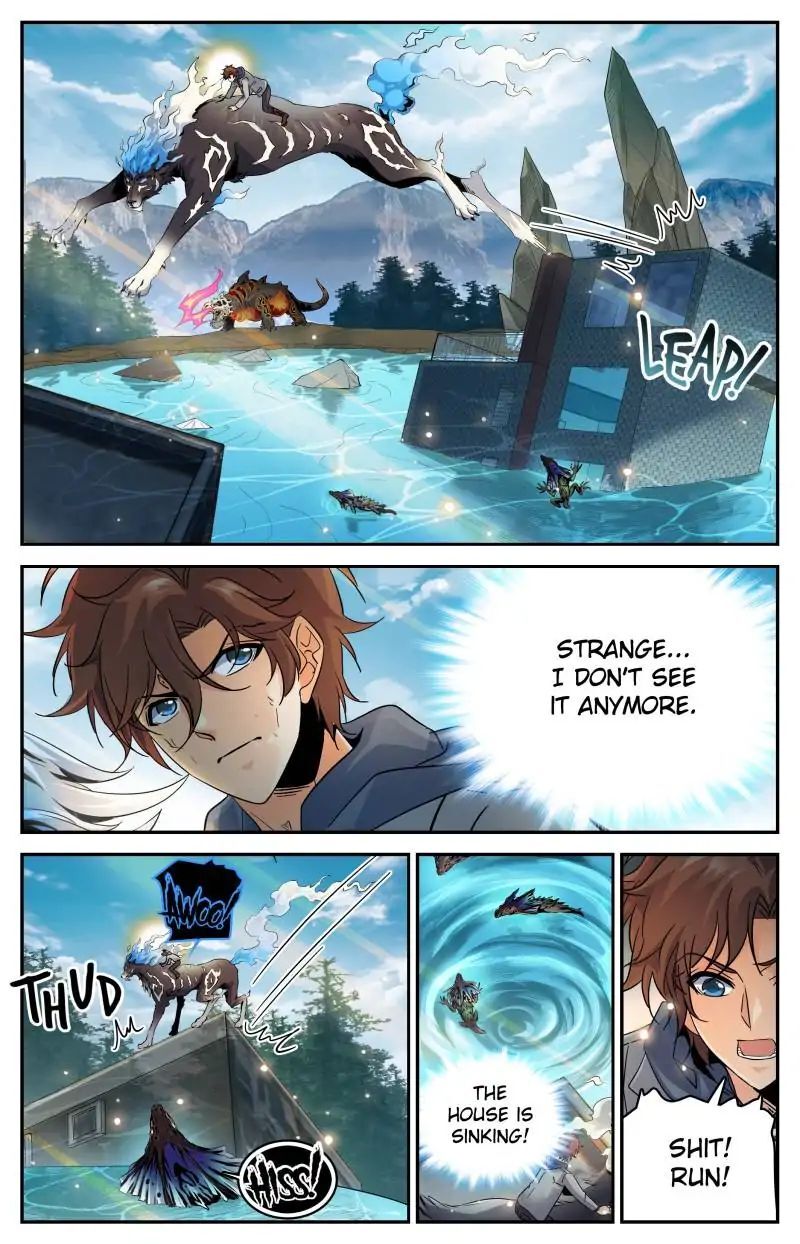 LEAP!
STRANGE...
I DON'T SEE
IT ANYMORE.
AWOO!
THUD
HISS!
THE
HOUSE IS
SINKING!
SHIT!
RUN!